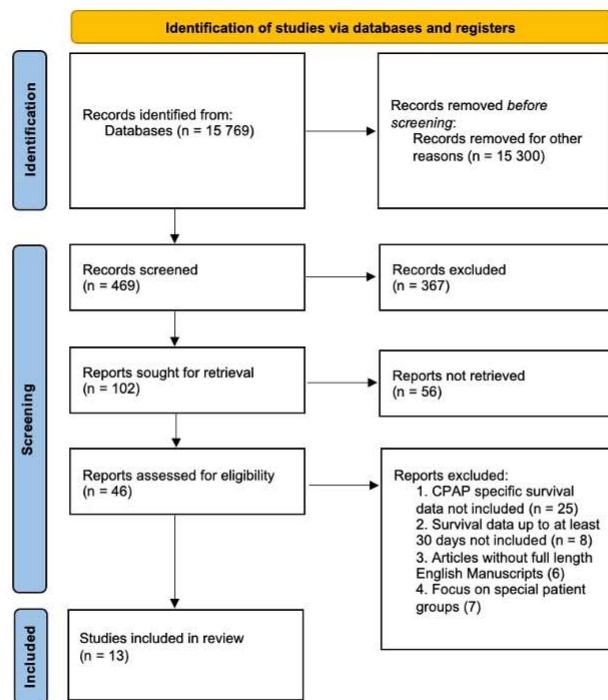 Identification of studies via databases and registers
Identification
Records identified from:
Databases (n = 15 769)
Records removed before
screening:
Records removed for other
reasons (n = 15 300)
Screening
Records screened
(n = 469)
Records excluded
(n = 367)
Reports sought for retrieval
(n = 102)
Reports not retrieved
(n = 56)
Reports assessed for eligibility
(n = 46)
Reports excluded:
1. CPAP specific survival
data not included (n = 25)
2. Survival data up to at least
30 days not included (n = 8)
3. Articles without full length
English Manuscripts (6)
4. Focus on special patient
groups (7)
Included
Studies included in review
(n = 13)